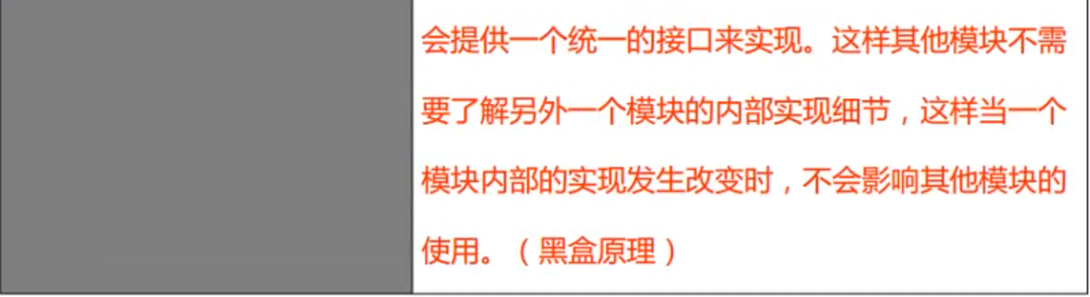 会提供一个统一的接口来实现。这样其他模块不需
要了解另外一个模块的内部实现细节，这样当一个
模块内部的实现发生改变时，不会影响其他模块的
使用。（黑盒原理）